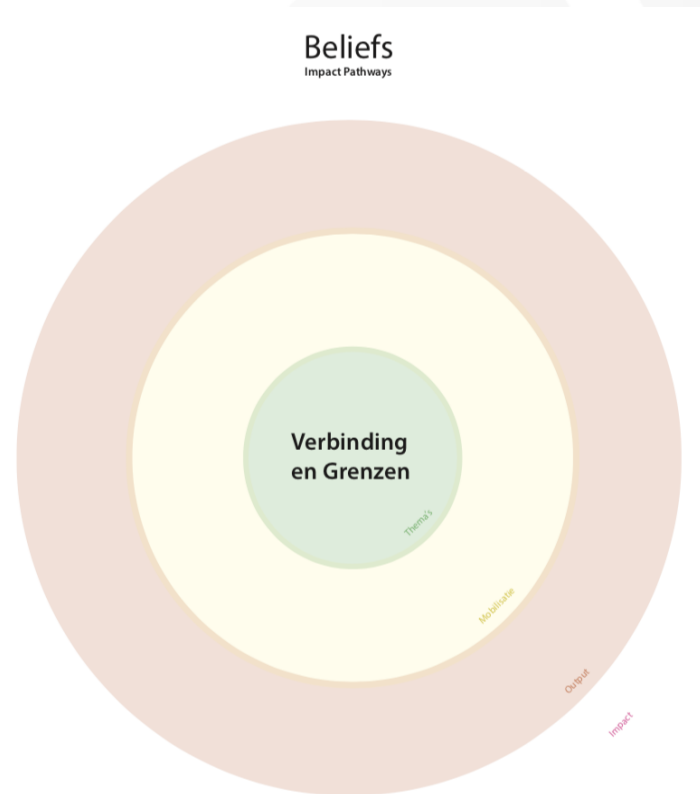 Beliefs
Impact Pathways
Verbinding
en Grenzen
Thema's
Mobilisatie
Output
Impact